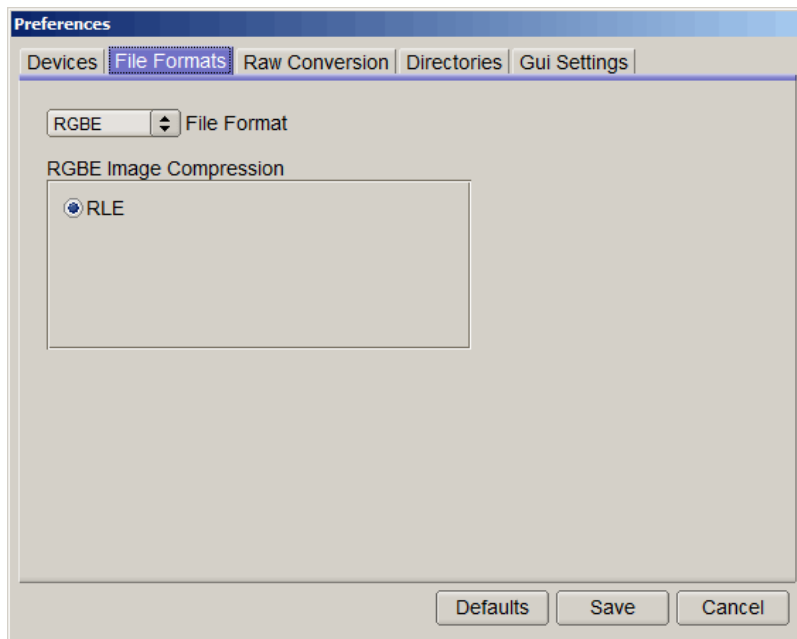 Preferences
Devices File Formats Raw Conversion Directories Gui Settings
RGBE File Format
RGBE Image Compression
RLE
Defaults Save Cancel